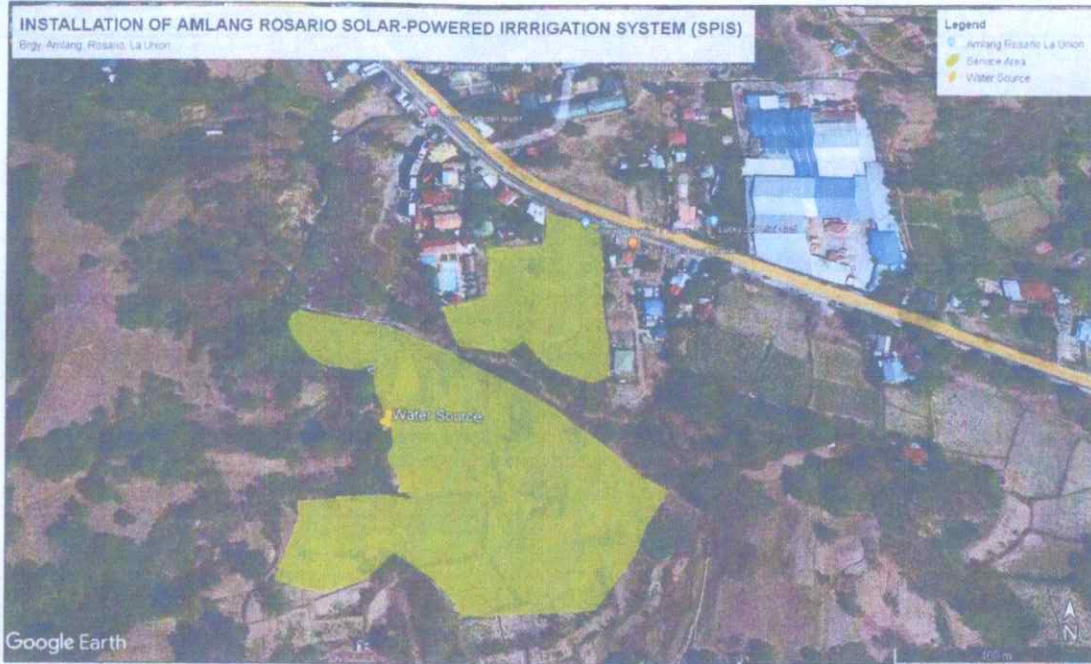 INSTALLATION OF AMLANG ROSARIO SOLAR-POWERED IRRRIGATION SYSTEM (SPIS)
Brgy. Amlang, Rosario, La Union
Legend
Amlang Rosario La Union
Service Area
Water Source
Water Source
Google Earth
N
100 m